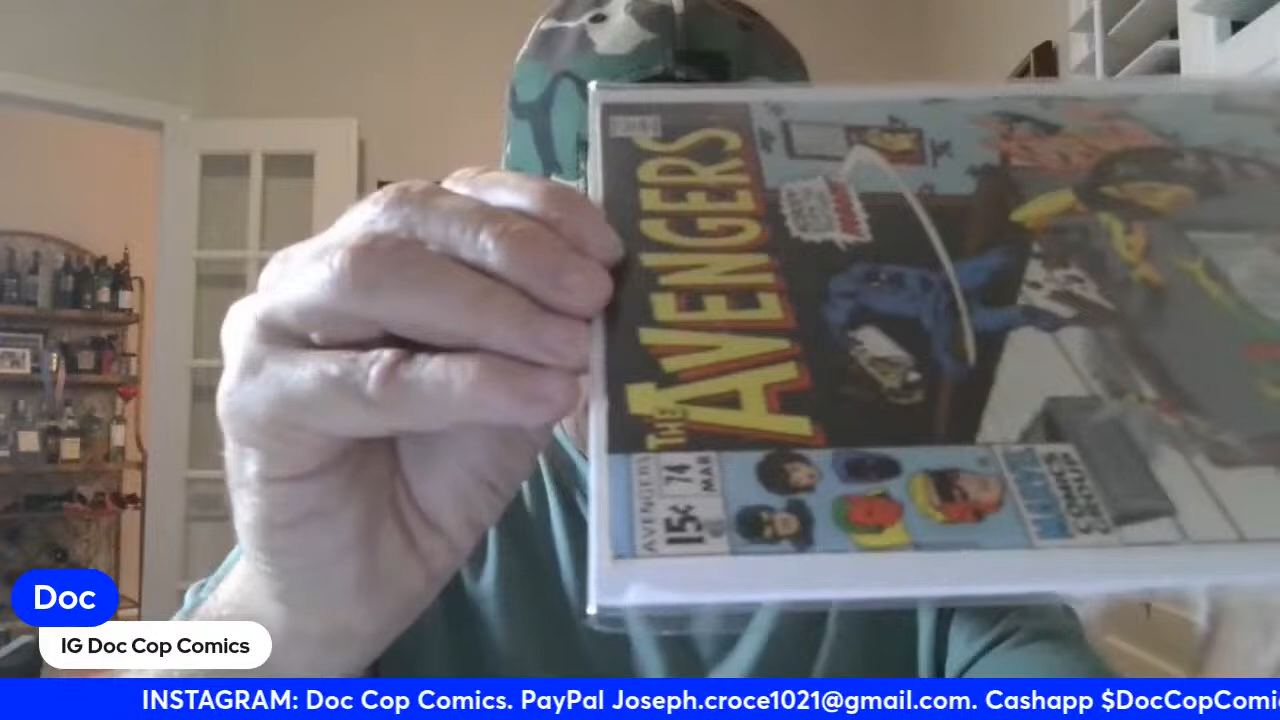 THE AVENGERS
AVENGERS
15¢
74
MAR
MARVEL
COMICS
GROUP
Doc
IG Doc Cop Comics
INSTAGRAM: Doc Cop Comics. PayPal Joseph.croce1021@gmail.com. Cashapp $DocCopComi